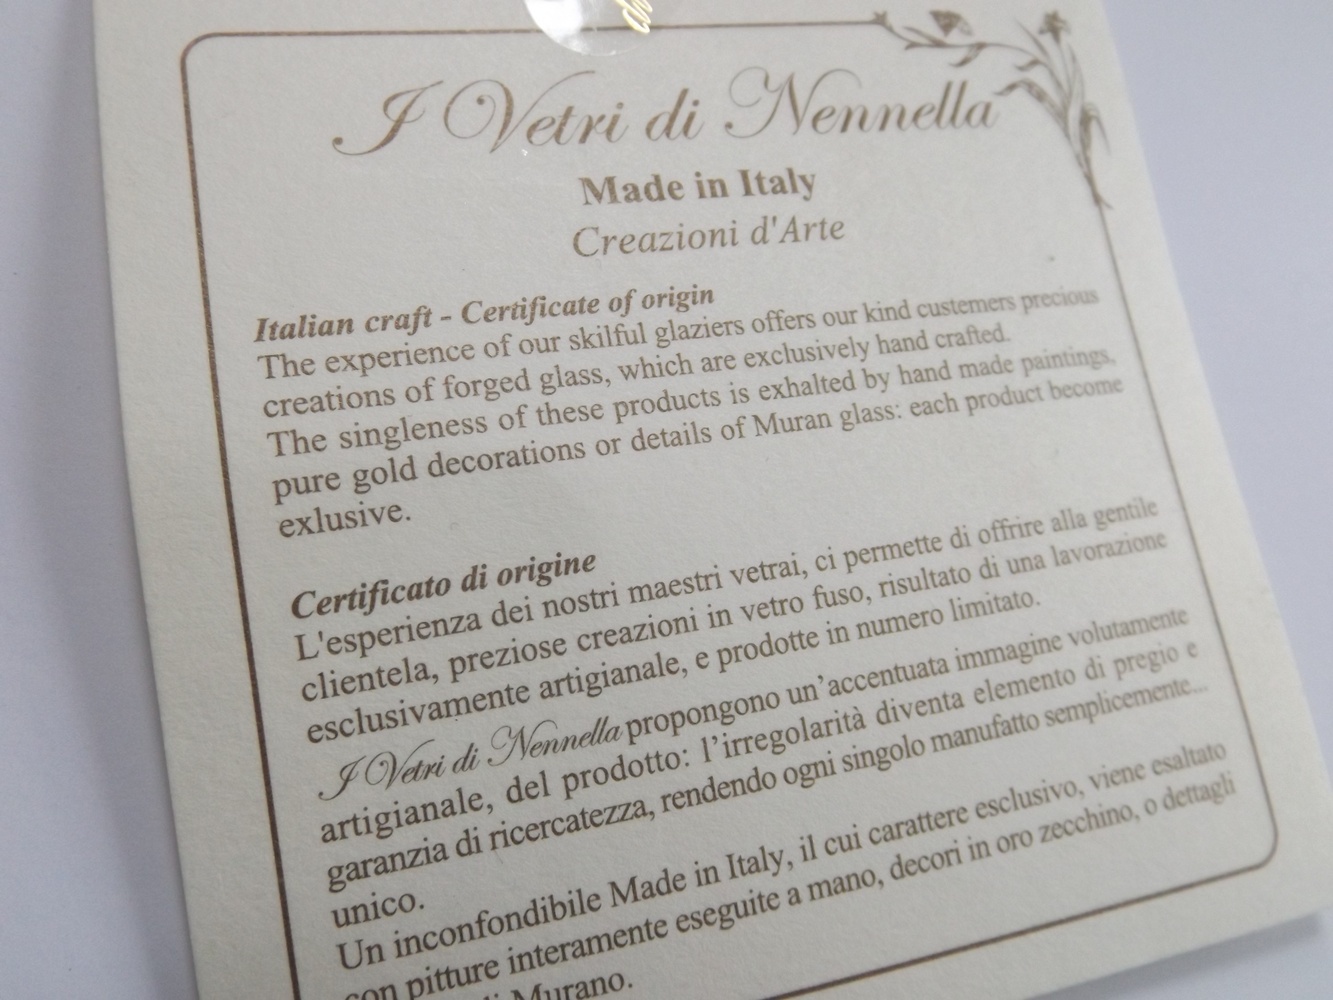 I Vetri di Nennella
Made in Italy
Creazioni d'Arte
Italian craft - Certificate of origin
The experience of our skilful glaziers offers our kind custemers precious
creations of forged glass, which are exclusively hand crafted.
The singleness of these products is exhalted by hand made paintings,
pure gold decorations or details of Muran glass: each product become
exlusive.
Certificato di origine
L'esperienza dei nostri maestri vetrai, ci permette di offrire alla gentile
clientela, preziose creazioni in vetro fuso, risultato di una lavorazione
esclusivamente artigianale, e prodotte in numero limitato.
I Vetri di Nennella propongono un'accentuata immagine volutamente
artigianale, del prodotto: l'irregolarità diventa elemento di pregio e
garanzia di ricercatezza, rendendo ogni singolo manufatto semplicemente...
unico.
Un inconfondibile Made in Italy, il cui carattere esclusivo, viene esaltato
con pitture interamente eseguite a mano, decori in oro zecchino, o dettagli
di Murano.